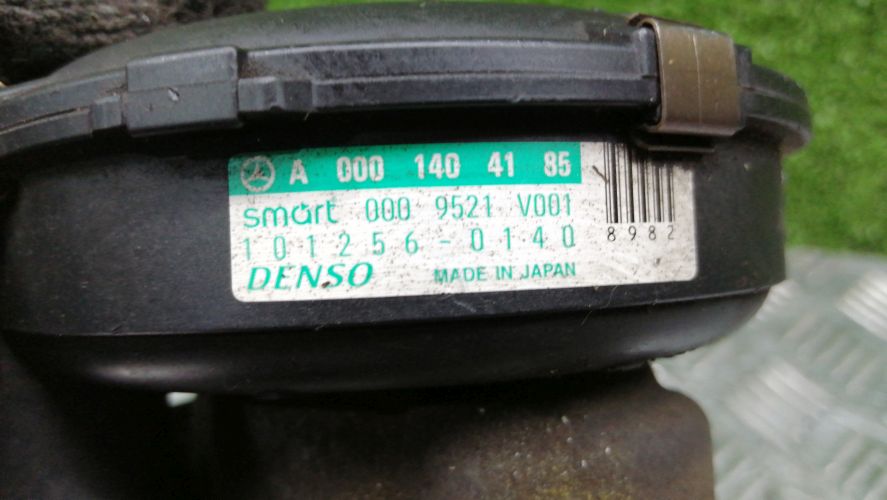 A 000 140 41 85
smart 000 9521 V001
101256-0140
DENSO MADE IN JAPAN
8982